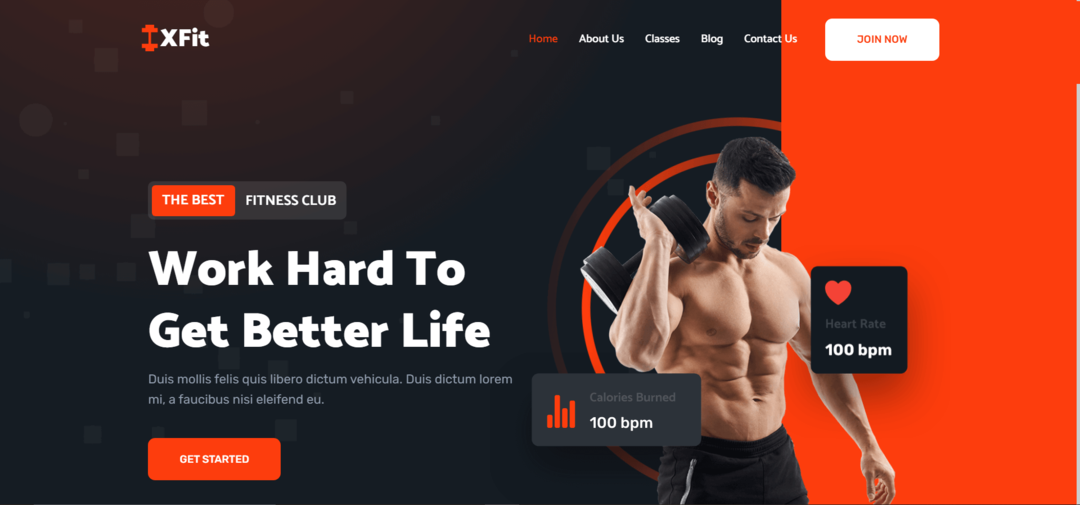 XFit
Home About Us Classes Blog Contact Us JOIN NOW
THE BEST FITNESS CLUB
Work Hard To
Get Better Life
Duis mollis felis quis libero dictum vehicula. Duis dictum lorem
mi, a faucibus nisi eleifend eu.
GET STARTED
Heart Rate
100 bpm
Calories Burned
100 bpm